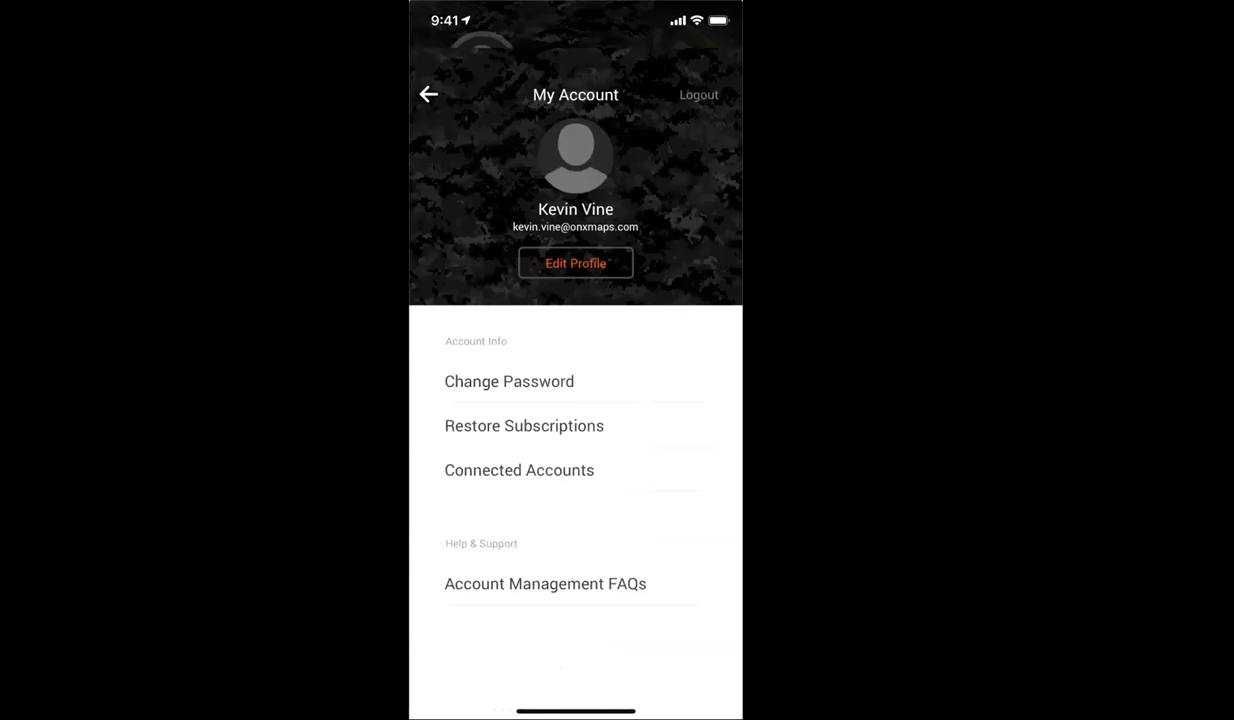 9:41
My Account
Logout
Kevin Vine
kevin.vine@onxmaps.com
Edit Profile
Account Info
Change Password
Restore Subscriptions
Connected Accounts
Help & Support
Account Management FAQs